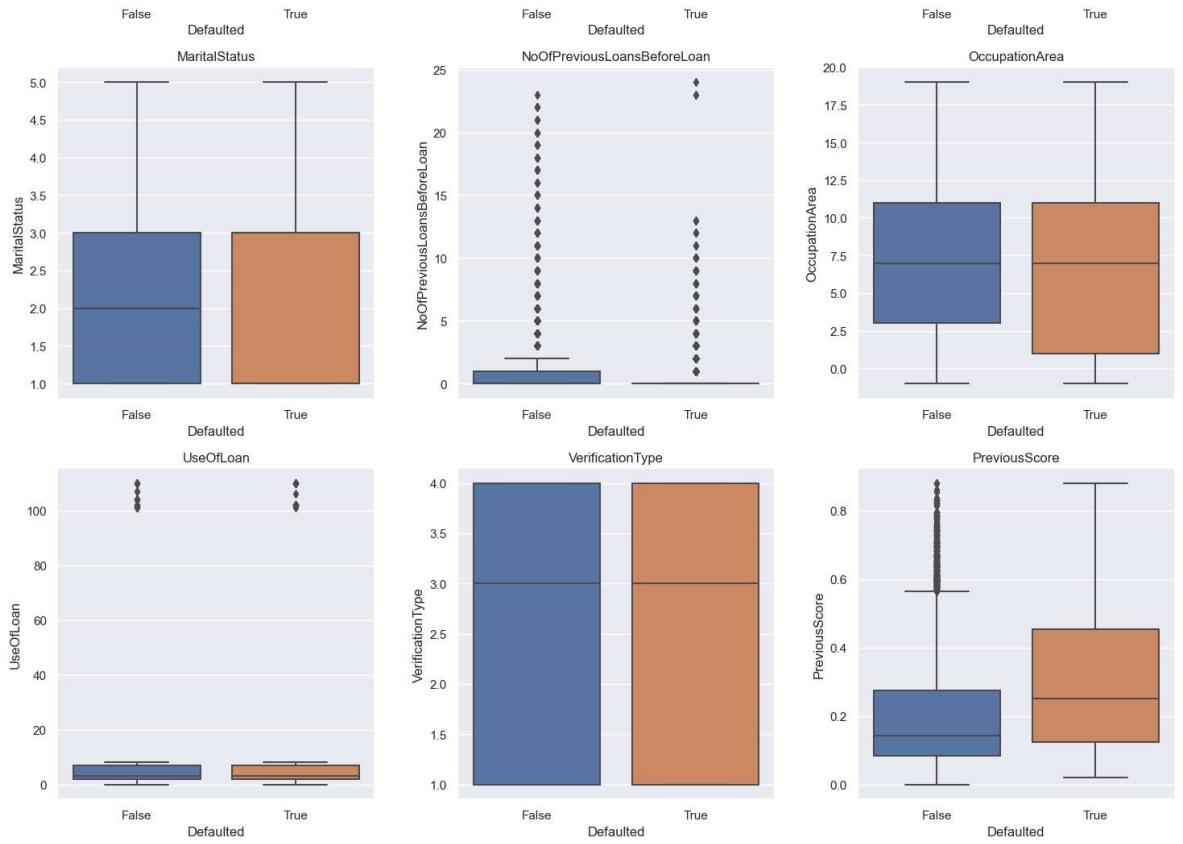 False True False True False True
Defaulted Defaulted Defaulted
MaritalStatus NoOfPreviousLoansBeforeLoan OccupationArea
MaritalStatus
5.0
4.5
4.0
3.5
3.0
2.5
2.0
1.5
1.0
False True
Defaulted
NoOfPreviousLoansBeforeLoan
25
20
15
10
5
0
False True
Defaulted
OccupationArea
20.0
17.5
15.0
12.5
10.0
7.5
5.0
2.5
0.0
False True
Defaulted
UseOfLoan VerificationType PreviousScore
UseOfLoan
100
80
60
40
20
0
False True
Defaulted
VerificationType
4.0
3.5
3.0
2.5
2.0
1.5
1.0
False True
Defaulted
PreviousScore
0.8
0.6
0.4
0.2
0.0
False True
Defaulted